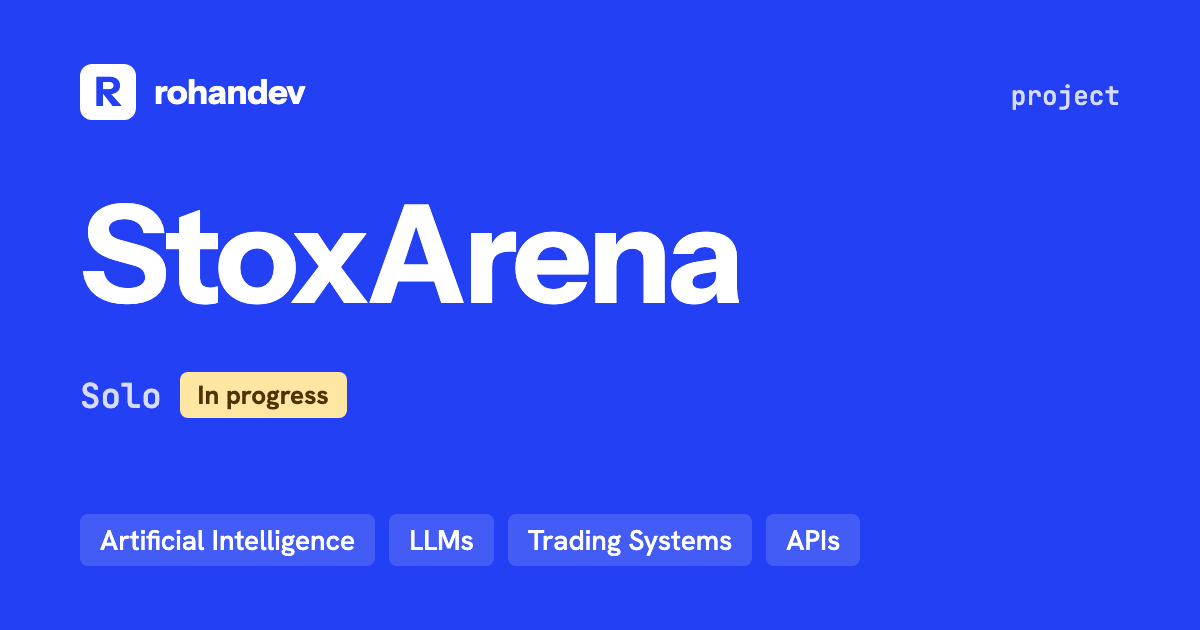 R rohandev
project
StoxArena
Solo In progress
Artificial Intelligence LLMs Trading Systems APIs